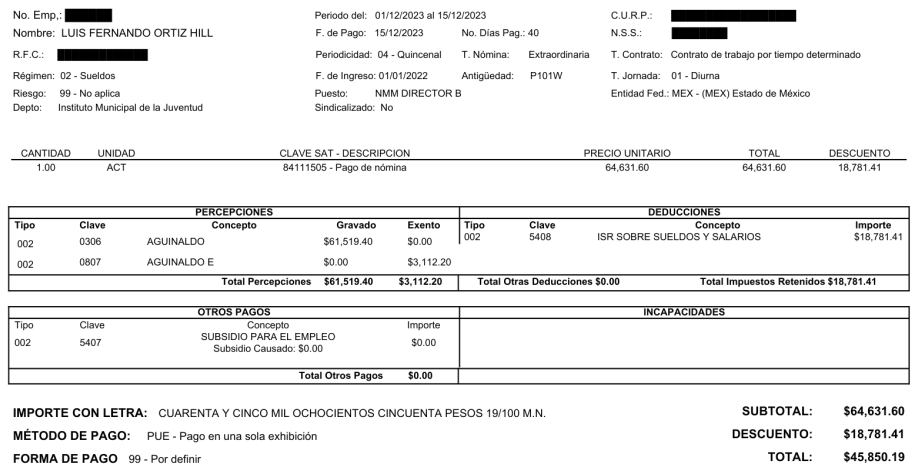 No. Emp,:
Periodo del: 01/12/2023 al 15/12/2023
C.U.R.P.:
Nombre: LUIS FERNANDO ORTIZ HILL
F. de Pago: 15/12/2023 No. Días Pag.: 40
N.S.S.:
R.F.C.:
Periodicidad: 04 - Quincenal T. Nómina: Extraordinaria
T. Contrato: Contrato de trabajo por tiempo determinado
Régimen: 02 - Sueldos
F. de Ingreso: 01/01/2022 Antigüedad: P101W
T. Jornada: 01 - Diurna
Riesgo: 99 - No aplica
Puesto: NMM DIRECTOR B
Entidad Fed.: MEX - (MEX) Estado de México
Depto: Instituto Municipal de la Juventud
Sindicalizado: No
CANTIDAD UNIDAD CLAVE SAT - DESCRIPCION PRECIO UNITARIO TOTAL DESCUENTO
1.00 ACT 84111505 - Pago de nómina 64,631.60 64,631.60 18,781.41
PERCEPCIONES
Tipo Clave Concepto Gravado Exento
002 0306 AGUINALDO $61,519.40 $0.00
002 0807 AGUINALDO E $0.00 $3,112.20
Total Percepciones $61,519.40 $3,112.20
DEDUCCIONES
Tipo Clave Concepto Importe
002 5408 ISR SOBRE SUELDOS Y SALARIOS $18,781.41
Total Otras Deducciones $0.00 Total Impuestos Retenidos $18,781.41
OTROS PAGOS
Tipo Clave Concepto Importe
002 5407 SUBSIDIO PARA EL EMPLEO $0.00
Subsidio Causado: $0.00
Total Otros Pagos $0.00
INCAPACIDADES
IMPORTE CON LETRA: CUARENTA Y CINCO MIL OCHOCIENTOS CINCUENTA PESOS 19/100 M.N.
SUBTOTAL: $64,631.60
MÉTODO DE PAGO: PUE - Pago en una sola exhibición
DESCUENTO: $18,781.41
FORMA DE PAGO 99 - Por definir
TOTAL: $45,850.19